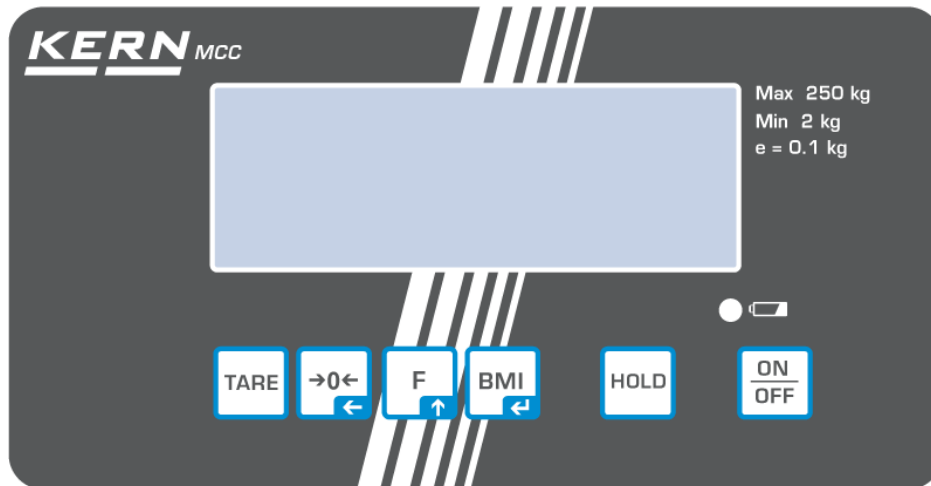 KERN MCC
Max 250 kg
Min 2 kg
e = 0.1 kg
TARE
→0←
F
BMI
HOLD
ON
OFF